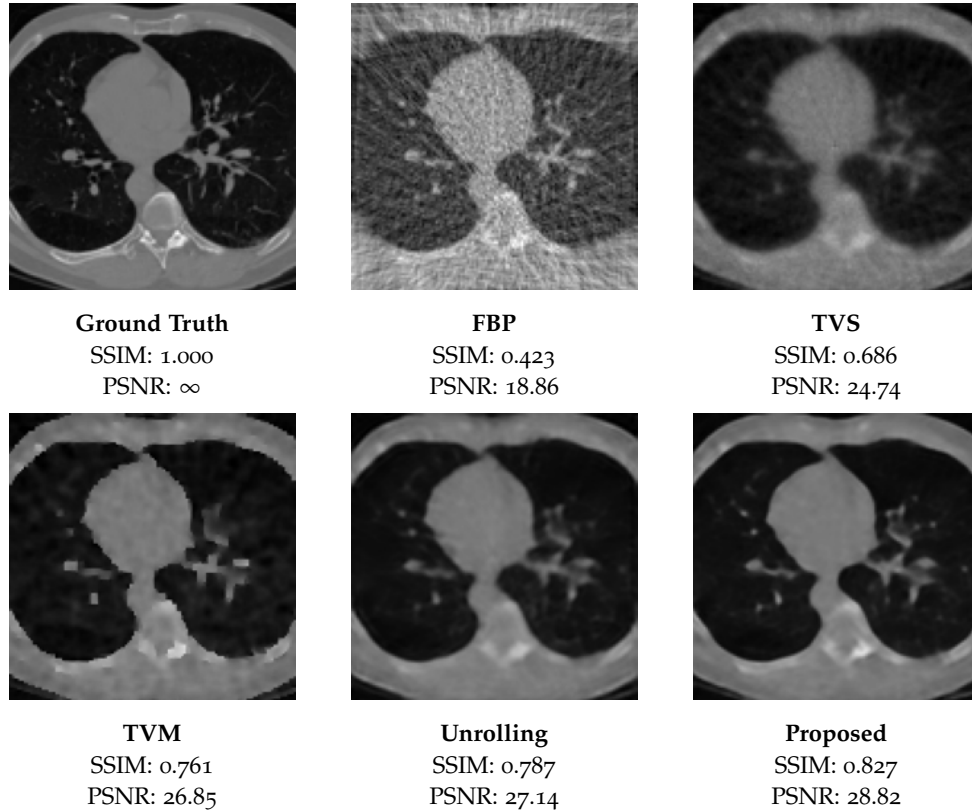 Ground Truth
SSIM: 1.000
PSNR: ∞
FBP
SSIM: 0.423
PSNR: 18.86
TVS
SSIM: 0.686
PSNR: 24.74
TVM
SSIM: 0.761
PSNR: 26.85
Unrolling
SSIM: 0.787
PSNR: 27.14
Proposed
SSIM: 0.827
PSNR: 28.82